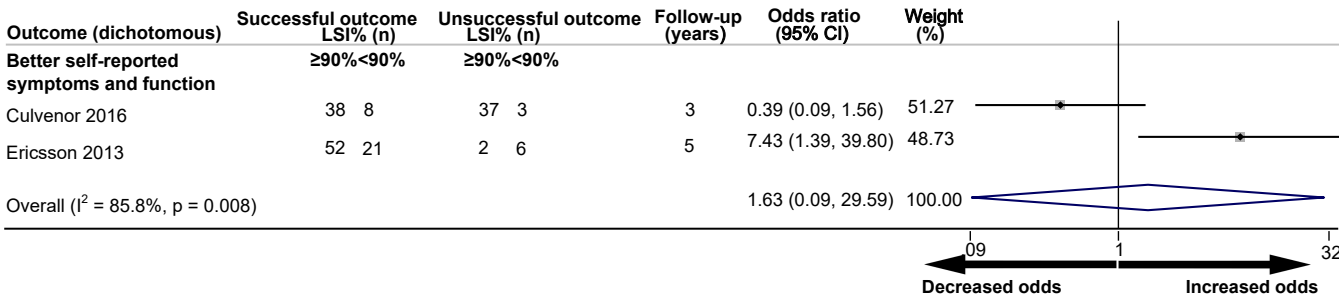 Outcome (dichotomous) Successful outcome LSI% (n) Unsuccessful outcome LSI% (n) Follow-up (years) Odds ratio (95% CI) Weight (%)
Better self-reported symptoms and function ≥90%<90% ≥90%<90%
Culvenor 2016 38 8 37 3 3 0.39 (0.09, 1.56) 51.27
Ericsson 2013 52 21 2 6 5 7.43 (1.39, 39.80) 48.73
Overall (I² = 85.8%, p = 0.008) 1.63 (0.09, 29.59) 100.00
.09 1 32
Decreased odds Increased odds